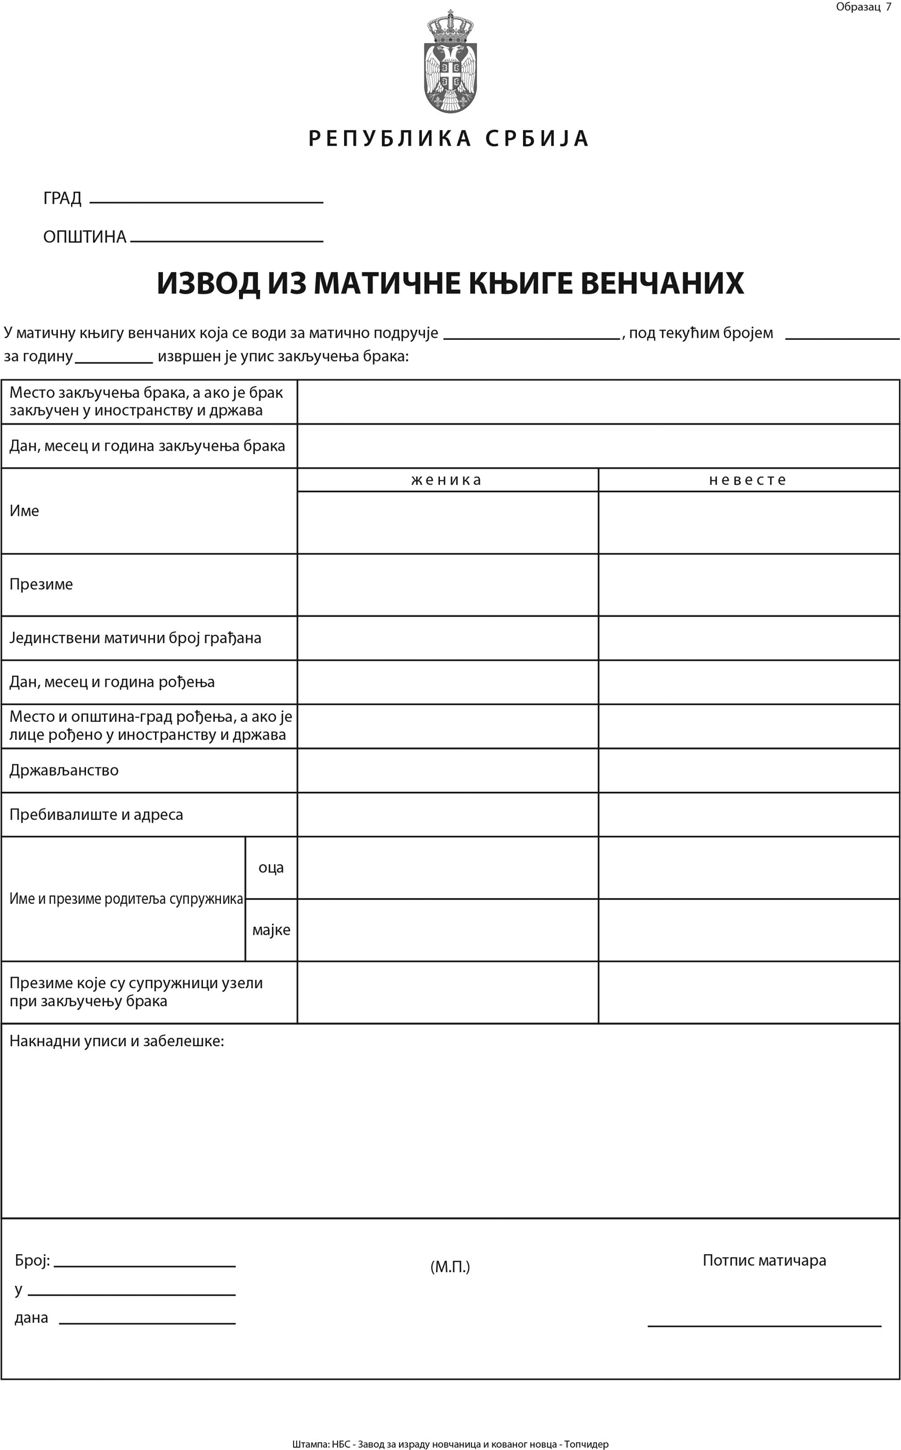 Образац 7
РЕПУБЛИКА СРБИЈА
ГРАД
ОПШТИНА
ИЗВОД ИЗ МАТИЧНЕ КЊИГЕ ВЕНЧАНИХ
У матичну књигу венчаних која се води за матично подручје ____________________, под текућим бројем ____________
за годину_________ извршен је упис закључења брака:
Место закључења брака, а ако је брак
закључен у иностранству и држава
Дан, месец и година закључења брака
женика невесте
Име
Презиме
Јединствени матични број грађана
Дан, месец и година рођења
Место и општина-град рођења, а ако је
лице рођено у иностранству и држава
Држављанство
Пребивалиште и адреса
оца
Име и презиме родитеља супружника
мајке
Презиме које су супружници узели
при закључењу брака
Накнадни уписи и забелешке:
Број:
(М.П.)
Потпис матичара
у
дана
Штампа: НБС - Завод за израду новчаница и кованог новца - Топчидер